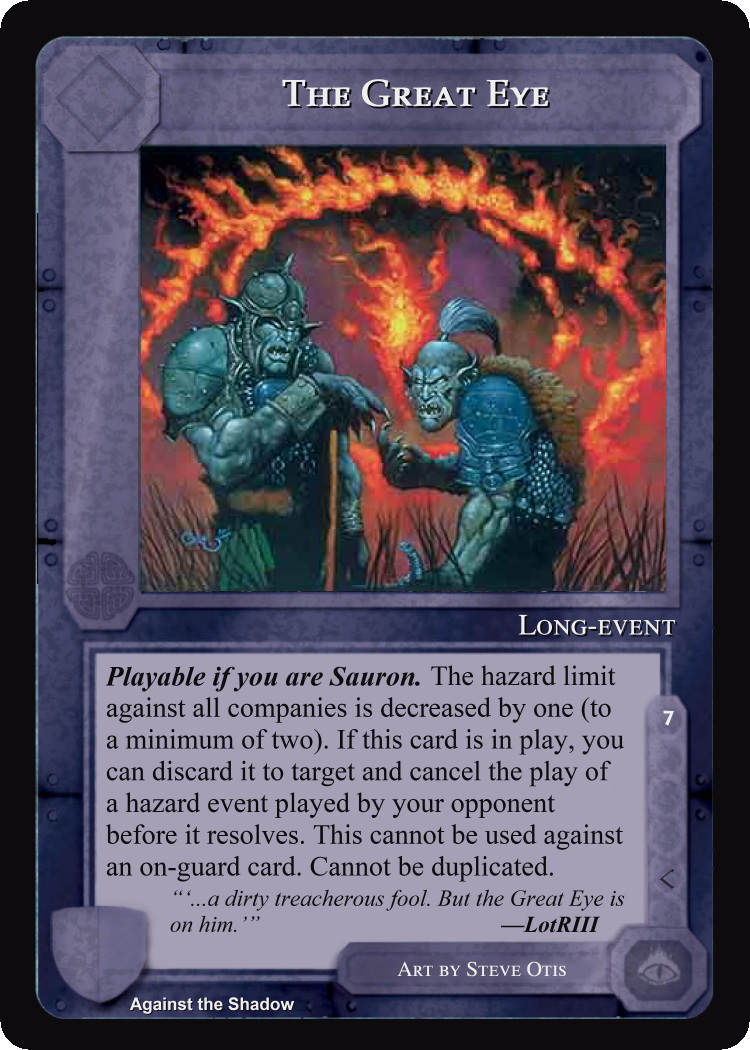 The Great Eye
Long-event
Playable if you are Sauron. The hazard limit
against all companies is decreased by one (to
a minimum of two). If this card is in play, you
can discard it to target and cancel the play of
a hazard event played by your opponent
before it resolves. This cannot be used against
an on-guard card. Cannot be duplicated.
7
“‘...a dirty treacherous fool. But the Great Eye is
on him.’”
—LotRIII
Art by Steve Otis
Against the Shadow